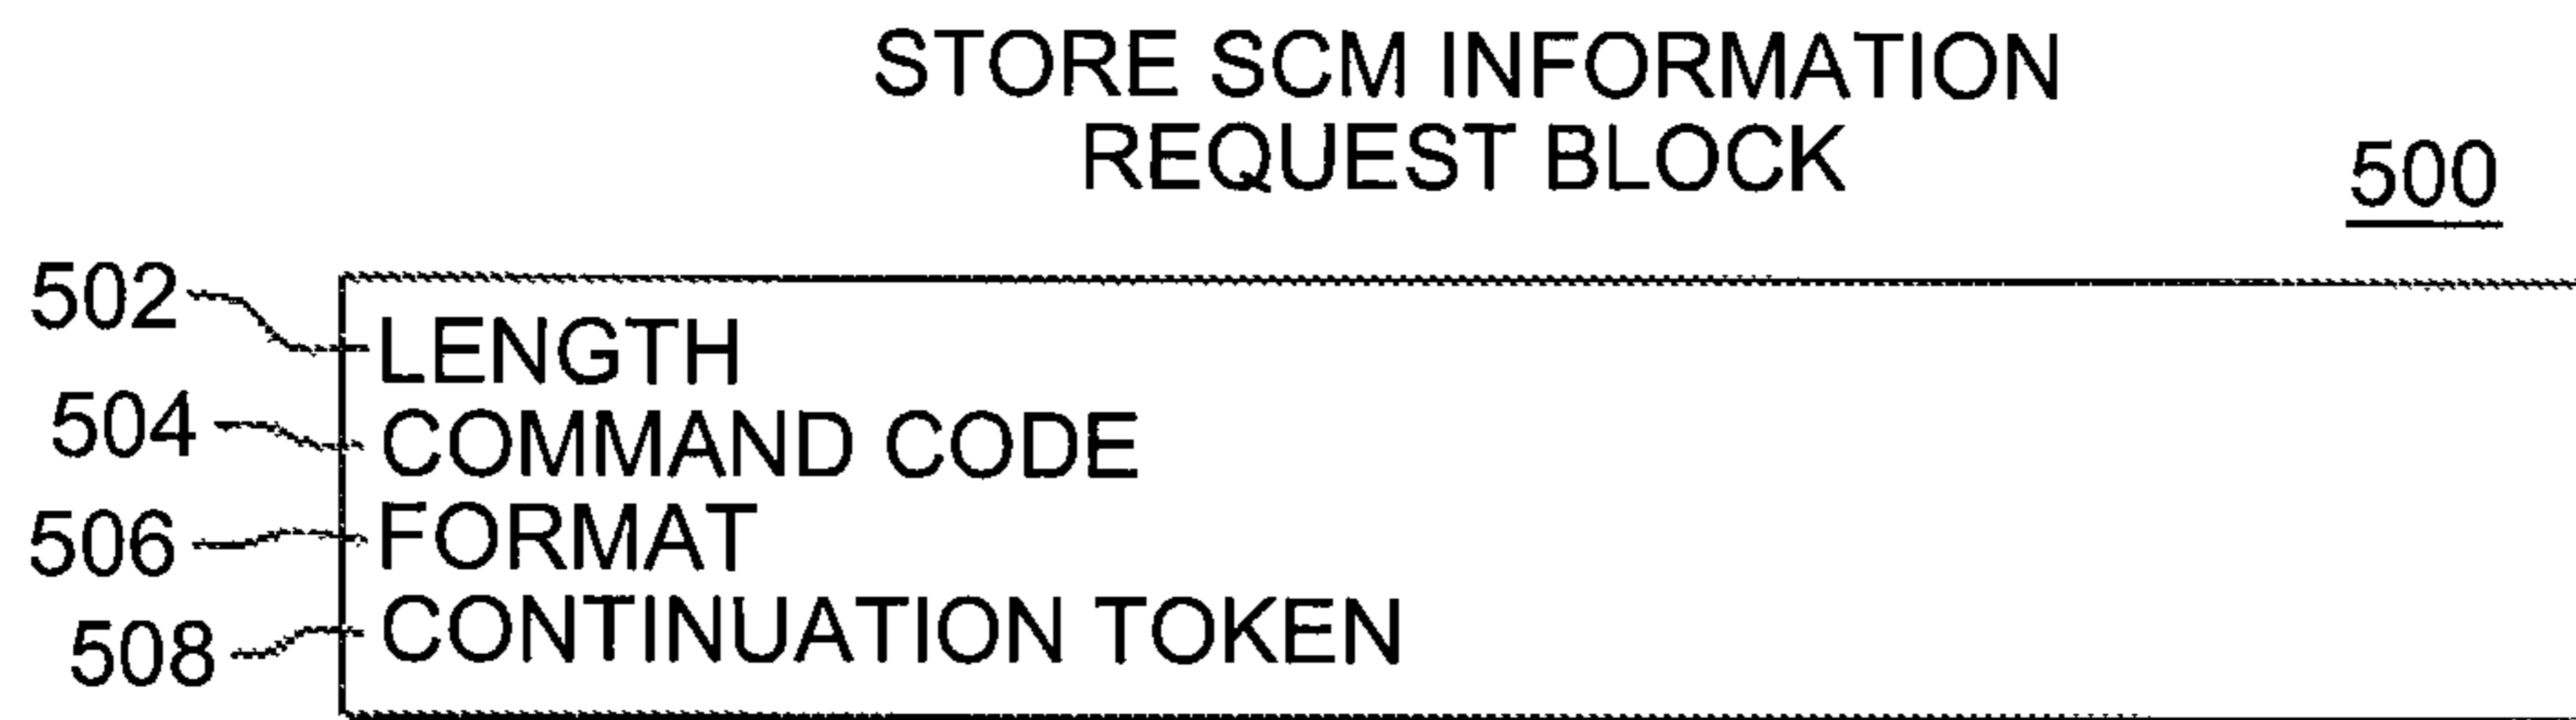 STORE SCM INFORMATION
REQUEST BLOCK
500
502 LENGTH
504 COMMAND CODE
506 FORMAT
508 CONTINUATION TOKEN